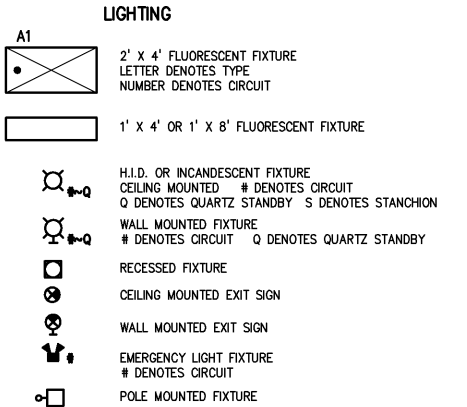 LIGHTING
A1
2' X 4' FLUORESCENT FIXTURE
LETTER DENOTES TYPE
NUMBER DENOTES CIRCUIT
1' X 4' OR 1' X 8' FLUORESCENT FIXTURE
H.I.D. OR INCANDESCENT FIXTURE
CEILING MOUNTED # DENOTES CIRCUIT
#~Q
Q DENOTES QUARTZ STANDBY S DENOTES STANCHION
WALL MOUNTED FIXTURE
#~Q
# DENOTES CIRCUIT Q DENOTES QUARTZ STANDBY
RECESSED FIXTURE
CEILING MOUNTED EXIT SIGN
WALL MOUNTED EXIT SIGN
#
EMERGENCY LIGHT FIXTURE
# DENOTES CIRCUIT
POLE MOUNTED FIXTURE